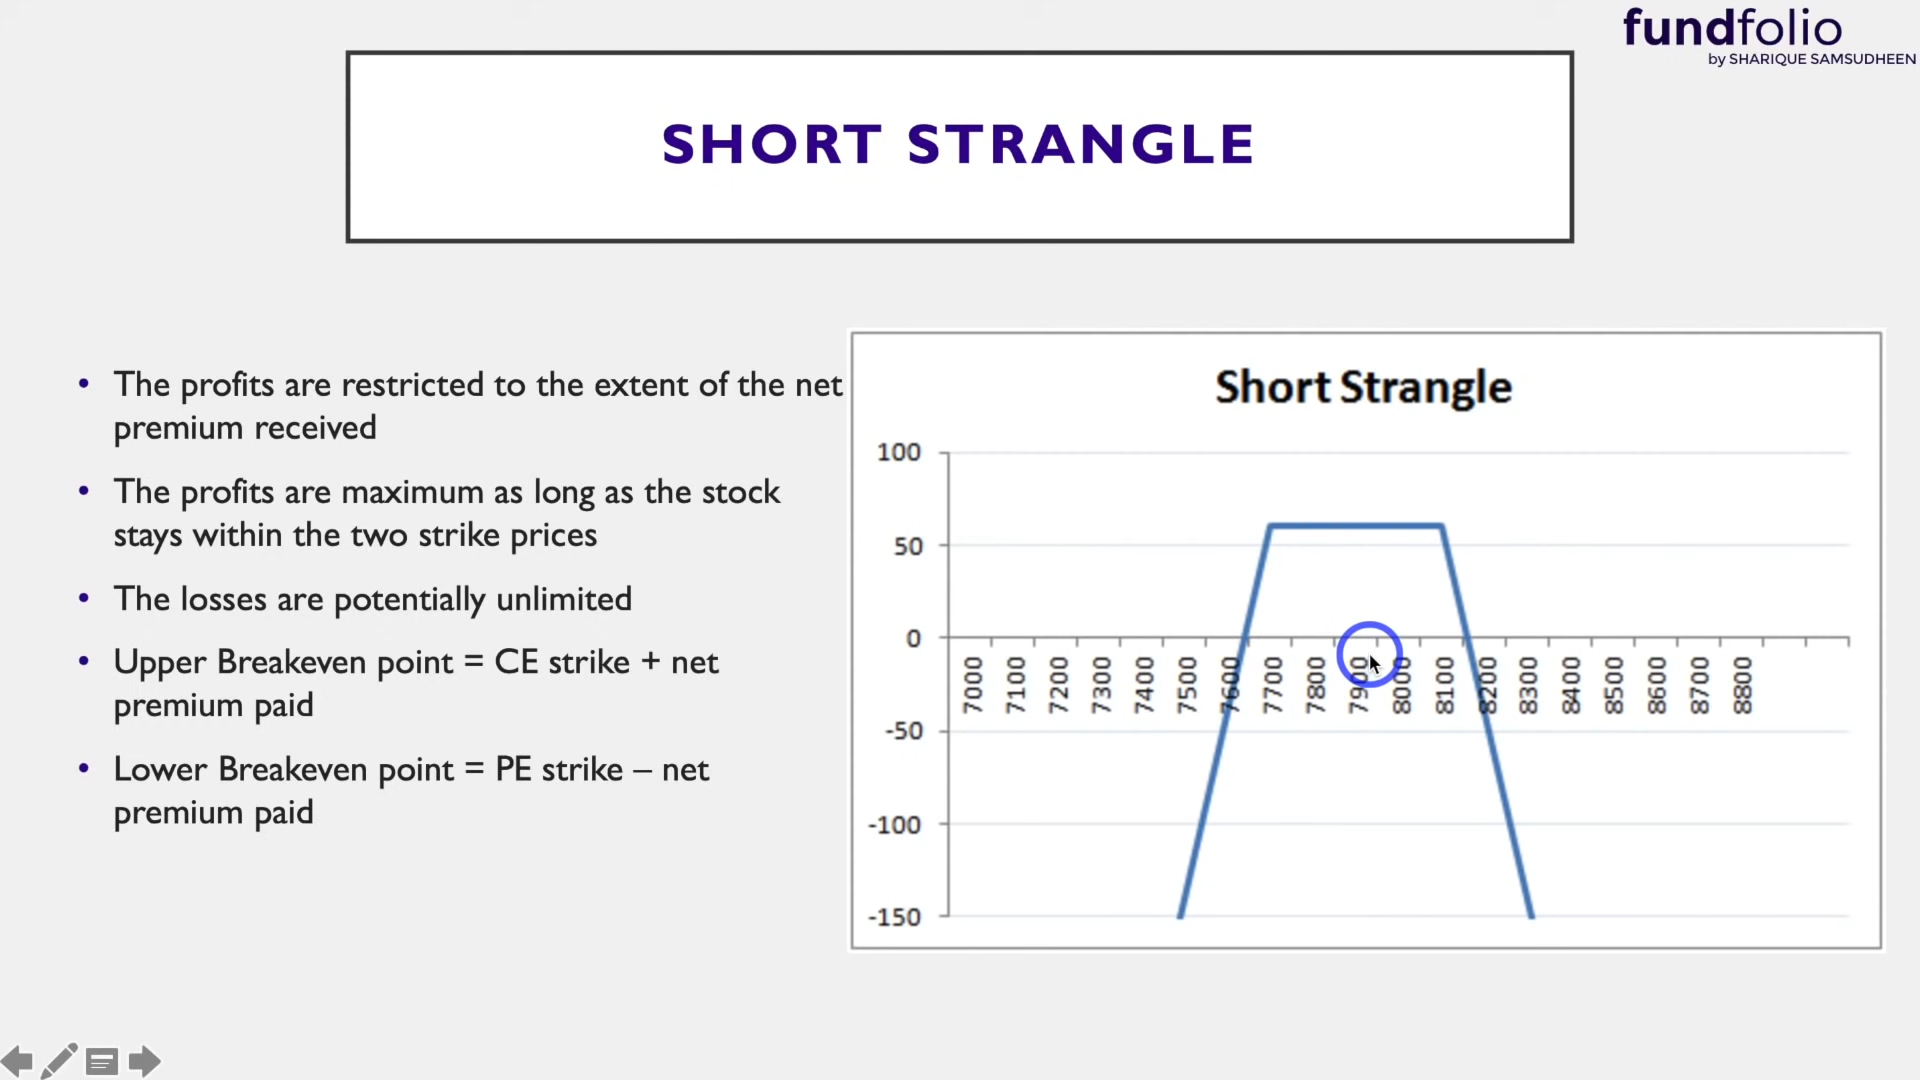 fundfolio
by SHARIQUE SAMSUDHEEN
SHORT STRANGLE
• The profits are restricted to the extent of the net
premium received
• The profits are maximum as long as the stock
stays within the two strike prices
• The losses are potentially unlimited
• Upper Breakeven point = CE strike + net
premium paid
• Lower Breakeven point = PE strike – net
premium paid
Short Strangle
100
50
0
-50
-100
-150
7000 7100 7200 7300 7400 7500 7600 7700 7800 7900 8000 8100 8200 8300 8400 8500 8600 8700 8800